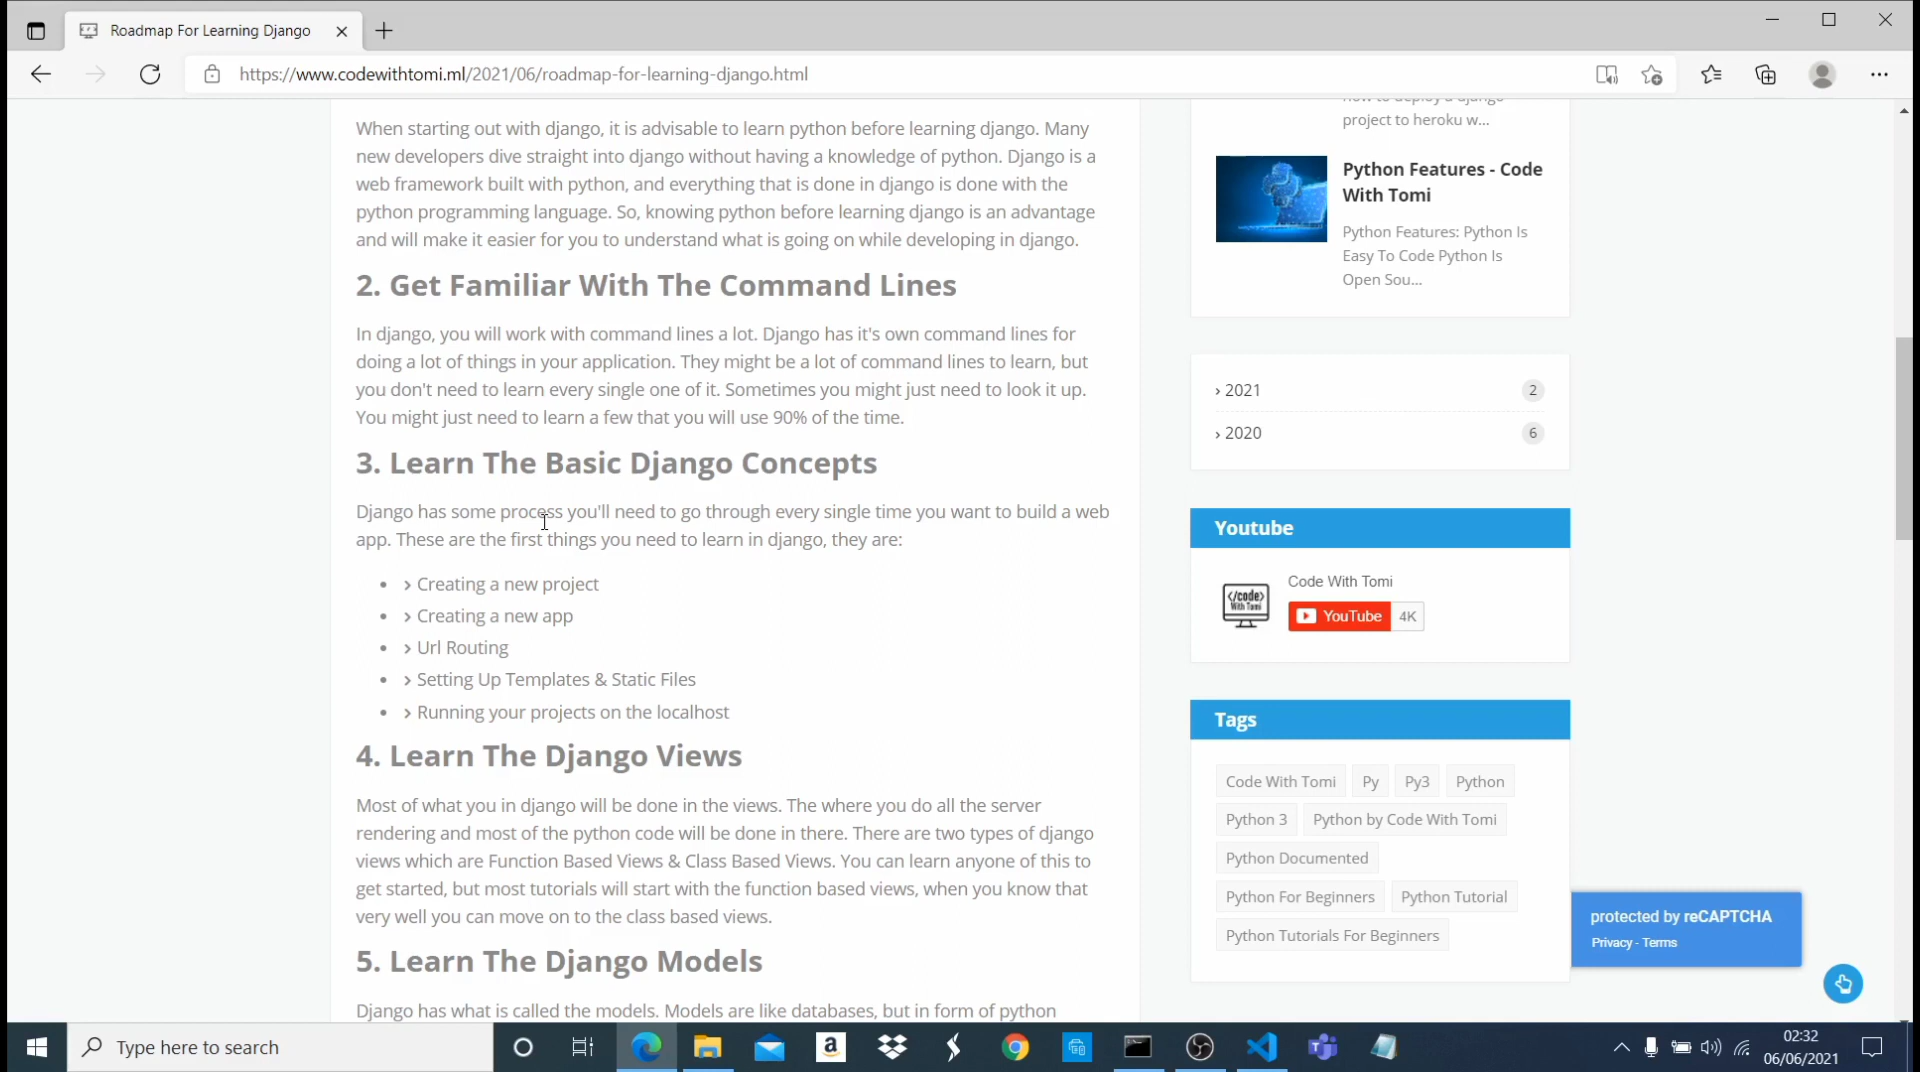 Roadmap For Learning Django
https://www.codewithtomi.ml/2021/06/roadmap-for-learning-django.html
When starting out with django, it is advisable to learn python before learning django. Many
new developers dive straight into django without having a knowledge of python. Django is a
web framework built with python, and everything that is done in django is done with the
python programming language. So, knowing python before learning django is an advantage
and will make it easier for you to understand what is going on while developing in django.
2. Get Familiar With The Command Lines
In django, you will work with command lines a lot. Django has it's own command lines for
doing a lot of things in your application. They might be a lot of command lines to learn, but
you don't need to learn every single one of it. Sometimes you might just need to look it up.
You might just need to learn a few that you will use 90% of the time.
3. Learn The Basic Django Concepts
Django has some process you'll need to go through every single time you want to build a web
app. These are the first things you need to learn in django, they are:
• › Creating a new project
• › Creating a new app
• › Url Routing
• › Setting Up Templates & Static Files
• › Running your projects on the localhost
4. Learn The Django Views
Most of what you in django will be done in the views. The where you do all the server
rendering and most of the python code will be done in there. There are two types of django
views which are Function Based Views & Class Based Views. You can learn anyone of this to
get started, but most tutorials will start with the function based views, when you know that
very well you can move on to the class based views.
5. Learn The Django Models
Django has what is called the models. Models are like databases, but in form of python
how to deploy a django
project to heroku w...
Python Features - Code
With Tomi
Python Features: Python Is
Easy To Code Python Is
Open Sou...
› 2021 2
› 2020 6
Youtube
</code>
With Tomi
Code With Tomi
YouTube 4K
Tags
Code With Tomi Py Py3 Python
Python 3 Python by Code With Tomi
Python Documented
Python For Beginners Python Tutorial
Python Tutorials For Beginners
protected by reCAPTCHA
Privacy - Terms
Type here to search
02:32
06/06/2021